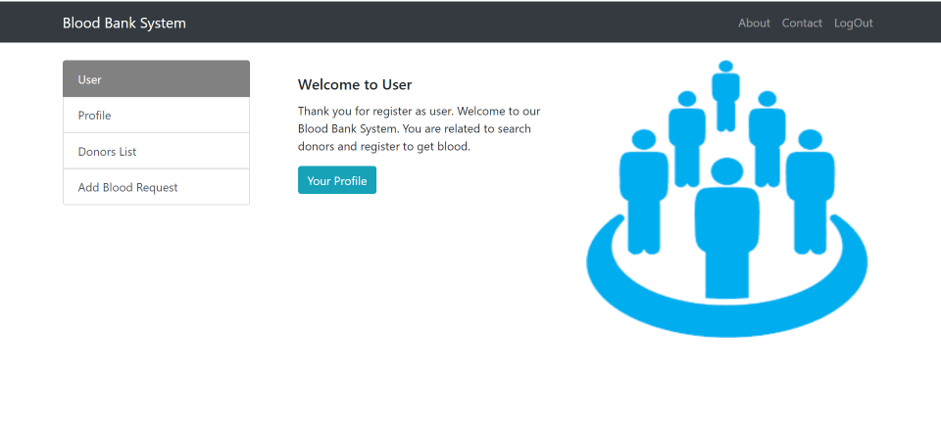 Blood Bank System
About Contact LogOut
User
Profile
Donors List
Add Blood Request
Welcome to User
Thank you for register as user. Welcome to our
Blood Bank System. You are related to search
donors and register to get blood.
Your Profile